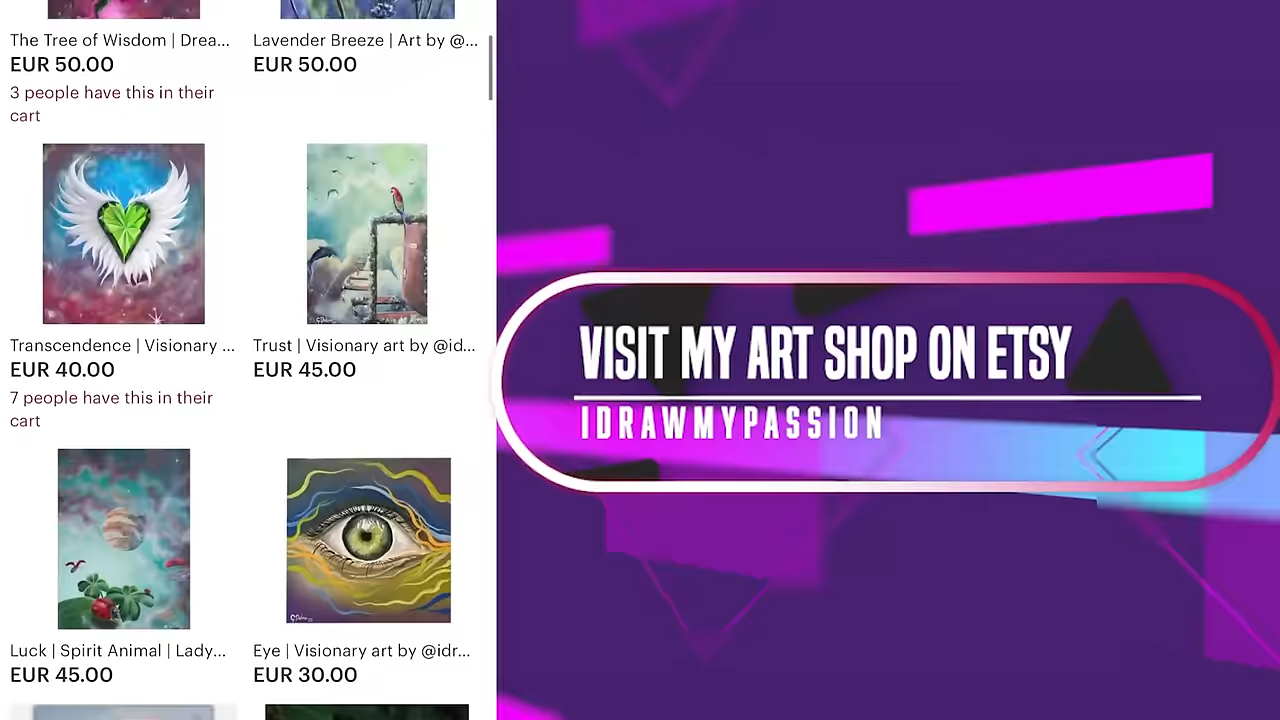 The Tree of Wisdom | Drea...
EUR 50.00
3 people have this in their
cart
Lavender Breeze | Art by @...
EUR 50.00
Transcendence | Visionary ...
EUR 40.00
7 people have this in their
cart
Trust | Visionary art by @id...
EUR 45.00
Luck | Spirit Animal | Lady...
EUR 45.00
Eye | Visionary art by @idr...
EUR 30.00
VISIT MY ART SHOP ON ETSY
IDRAWMYPASSION